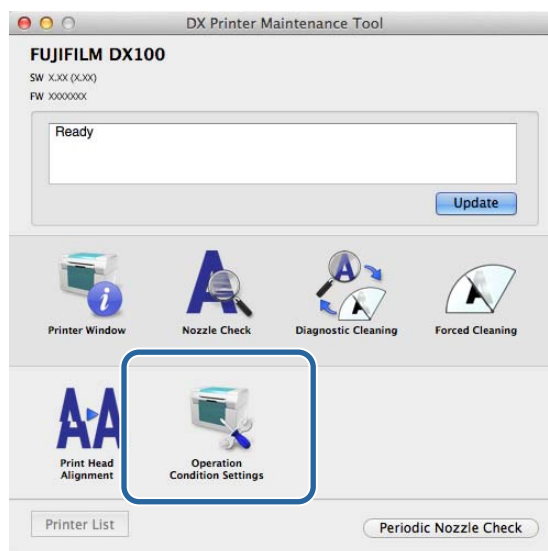 DX Printer Maintenance Tool
FUJIFILM DX100
SW X.XX (X.XX)
FW XXXXXXX
Ready
Update
Printer Window
Nozzle Check
Diagnostic Cleaning
Forced Cleaning
Print Head
Alignment
Operation
Condition Settings
Printer List
Periodic Nozzle Check